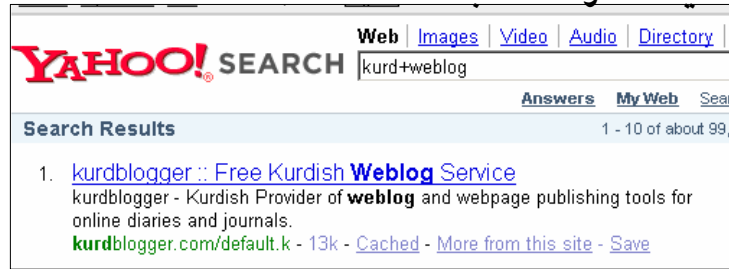 Web | Images | Video | Audio | Directory |
YAHOO! SEARCH
kurd+weblog
Answers My Web
Search Results 1 - 10 of about 99,
1. kurdblogger :: Free Kurdish Weblog Service
kurdblogger - Kurdish Provider of weblog and webpage publishing tools for
online diaries and journals.
kurdblogger.com/default.k - 13k - Cached - More from this site - Save